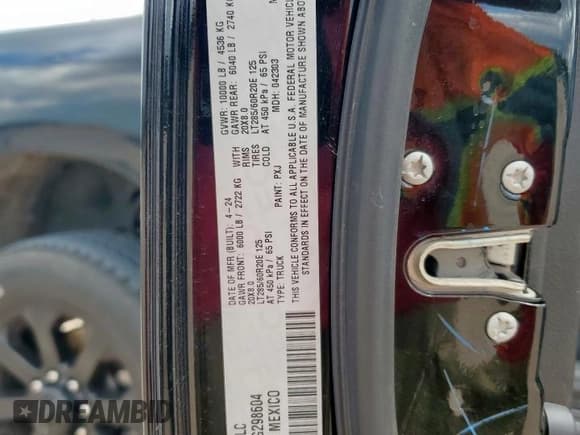 LC
G298604
MEXICO
DATE OF MFR (BUILT): 4-24
GVWR: 10000 LB / 4536 KG
GAWR FRONT: 6000 LB / 2722 KG
WITH
GAWR REAR: 6040 LB / 2740 KG
20X8.0
RIMS
20X8.0
LT285/60R20E 125
TIRES
LT285/60R20E 125
AT 450 kPa / 65 PSI
COLD
AT 450 kPa / 65 PSI
TYPE: TRUCK
PAINT: PXJ
MDH: 042303
THIS VEHICLE CONFORMS TO ALL APPLICABLE U.S.A. FEDERAL MOTOR VEHICLE
STANDARDS IN EFFECT ON THE DATE OF MANUFACTURE SHOWN ABOVE
DREAMBID